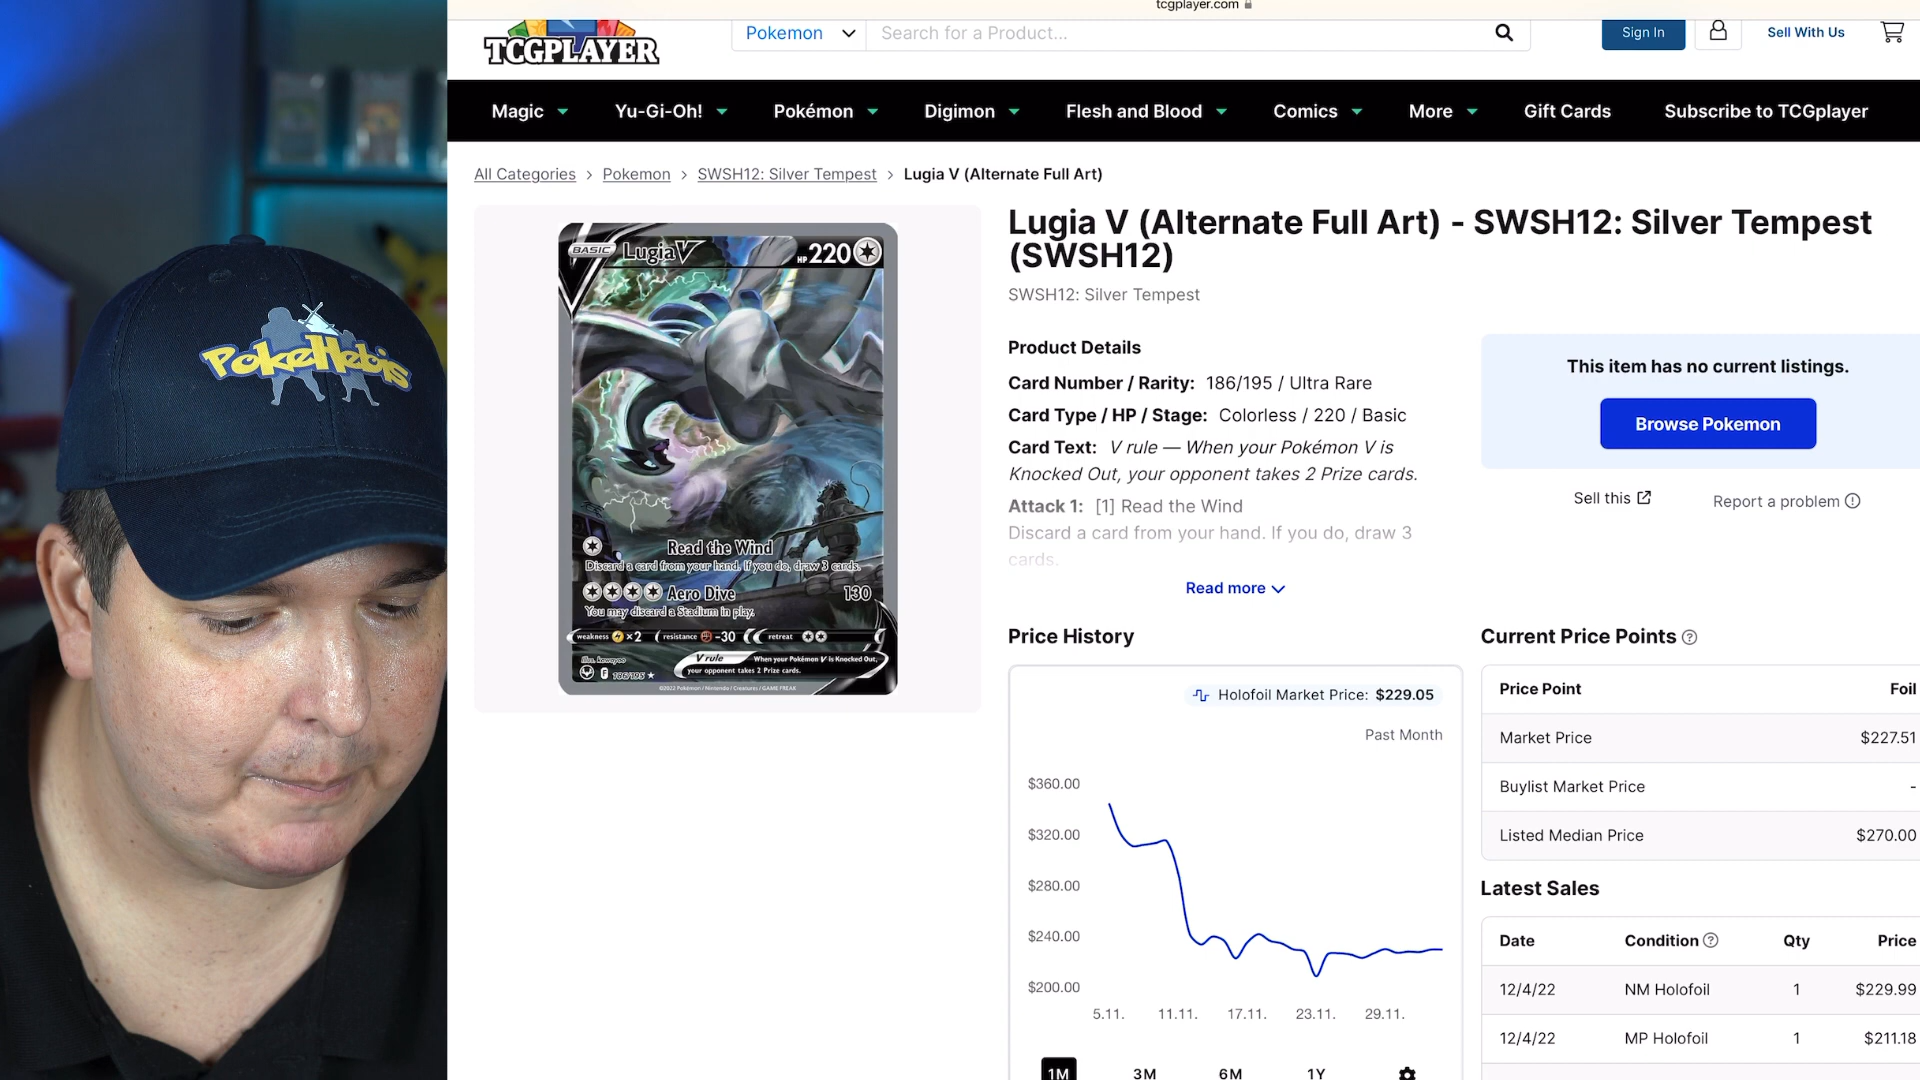 tcgplayer.com
TCGPLAYER
Pokemon
Search for a Product...
Sign In
Sell With Us
Magic
Yu-Gi-Oh!
Pokémon
Digimon
Flesh and Blood
Comics
More
Gift Cards
Subscribe to TCGplayer
All Categories > Pokemon > SWSH12: Silver Tempest > Lugia V (Alternate Full Art)
PokeHebis
BASIC Lugia V HP 220
Read the Wind
Discard a card from your hand. If you do, draw 3 cards.
Aero Dive 130
You may discard a Stadium in play.
weakness ×2 resistance -30 retreat
Illus. kawayoo
V rule When your Pokémon V is Knocked Out,
your opponent takes 2 Prize cards.
F 186/195 ★
©2022 Pokémon / Nintendo / Creatures / GAME FREAK
Lugia V (Alternate Full Art) - SWSH12: Silver Tempest
(SWSH12)
SWSH12: Silver Tempest
Product Details
Card Number / Rarity: 186/195 / Ultra Rare
Card Type / HP / Stage: Colorless / 220 / Basic
Card Text: V rule — When your Pokémon V is
Knocked Out, your opponent takes 2 Prize cards.
Attack 1: [1] Read the Wind
Discard a card from your hand. If you do, draw 3
cards.
Read more
This item has no current listings.
Browse Pokemon
Sell this
Report a problem
Price History
Holofoil Market Price: $229.05
Past Month
$360.00
$320.00
$280.00
$240.00
$200.00
5.11. 11.11. 17.11. 23.11. 29.11.
1M 3M 6M 1Y
Current Price Points
Price Point Foil
Market Price $227.51
Buylist Market Price -
Listed Median Price $270.00
Latest Sales
Date Condition Qty Price
12/4/22 NM Holofoil 1 $229.99
12/4/22 MP Holofoil 1 $211.18